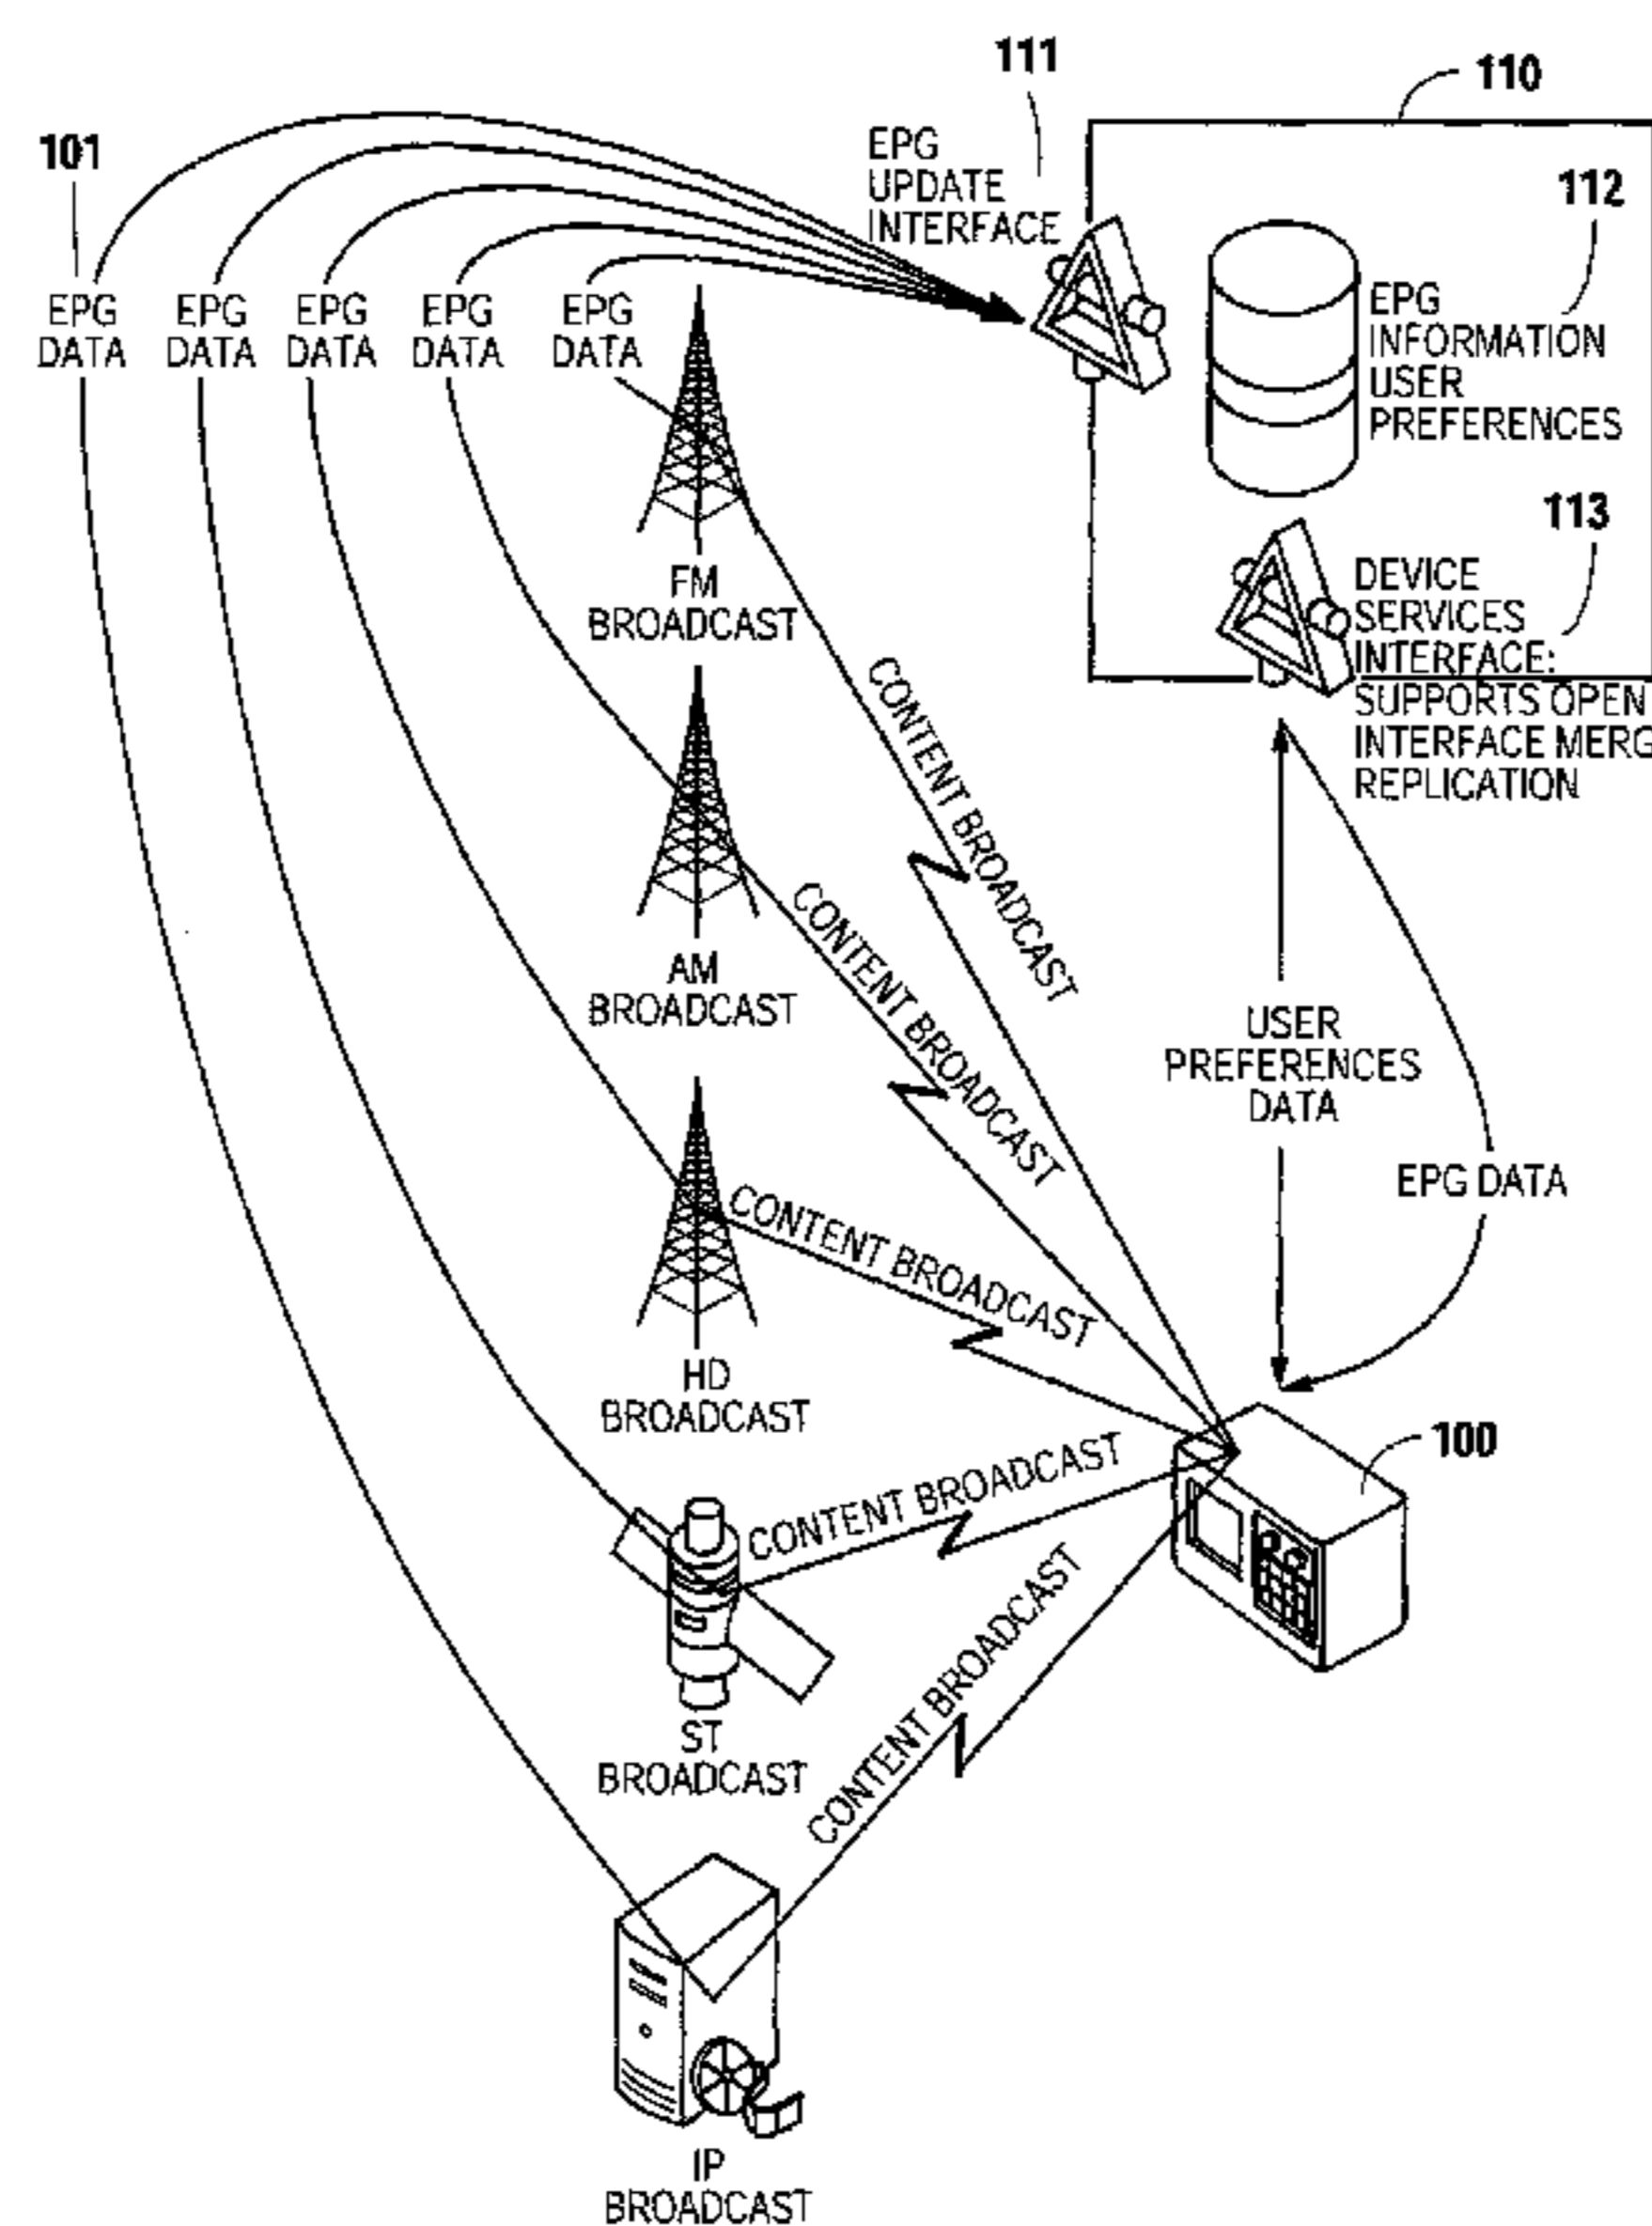 111
110
101
EPG
UPDATE
INTERFACE
112
EPG
DATA
EPG
DATA
EPG
DATA
EPG
DATA
EPG
DATA
EPG
INFORMATION
USER
PREFERENCES
113
FM
BROADCAST
DEVICE
SERVICES
INTERFACE:
SUPPORTS OPEN
INTERFACE MERG
REPLICATION
CONTENT BROADCAST
AM
BROADCAST
CONTENT BROADCAST
USER
PREFERENCES
DATA
EPG DATA
CONTENT BROADCAST
HD
BROADCAST
100
CONTENT BROADCAST
ST
BROADCAST
CONTENT BROADCAST
IP
BROADCAST